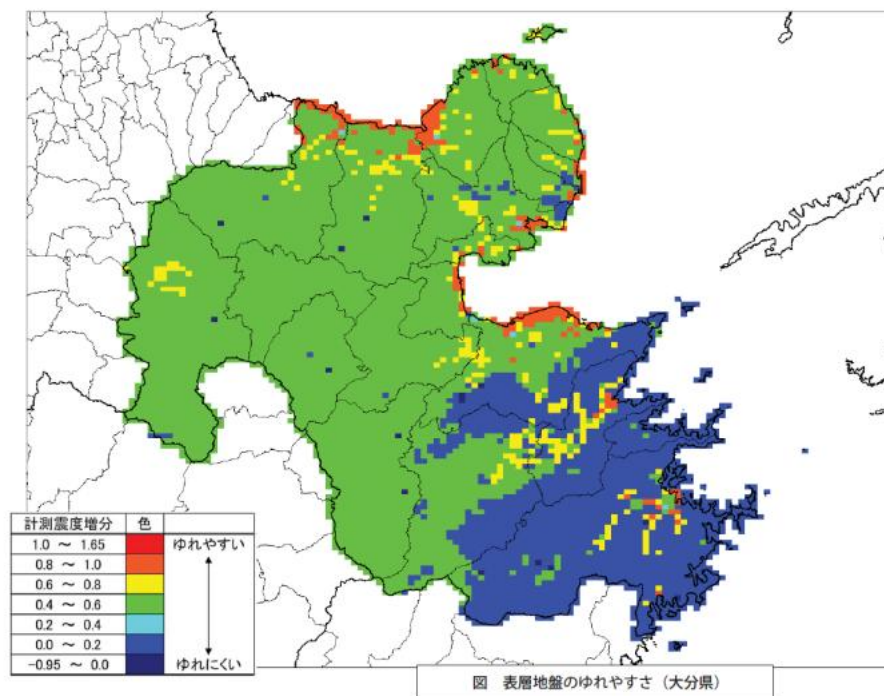 計測震度増分 色
1.0 ～ 1.65 ゆれやすい
0.8 ～ 1.0
0.6 ～ 0.8
0.4 ～ 0.6
0.2 ～ 0.4
0.0 ～ 0.2
-0.95 ～ 0.0 ゆれにくい
図 表層地盤のゆれやすさ（大分県）